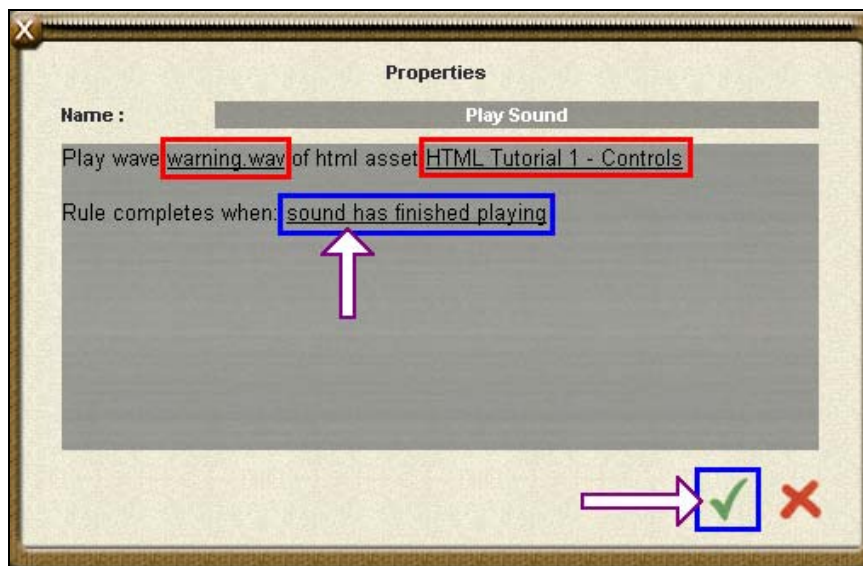 X
Properties
Name : Play Sound
Play wave warning.wav of html asset HTML Tutorial 1 - Controls
Rule completes when: sound has finished playing